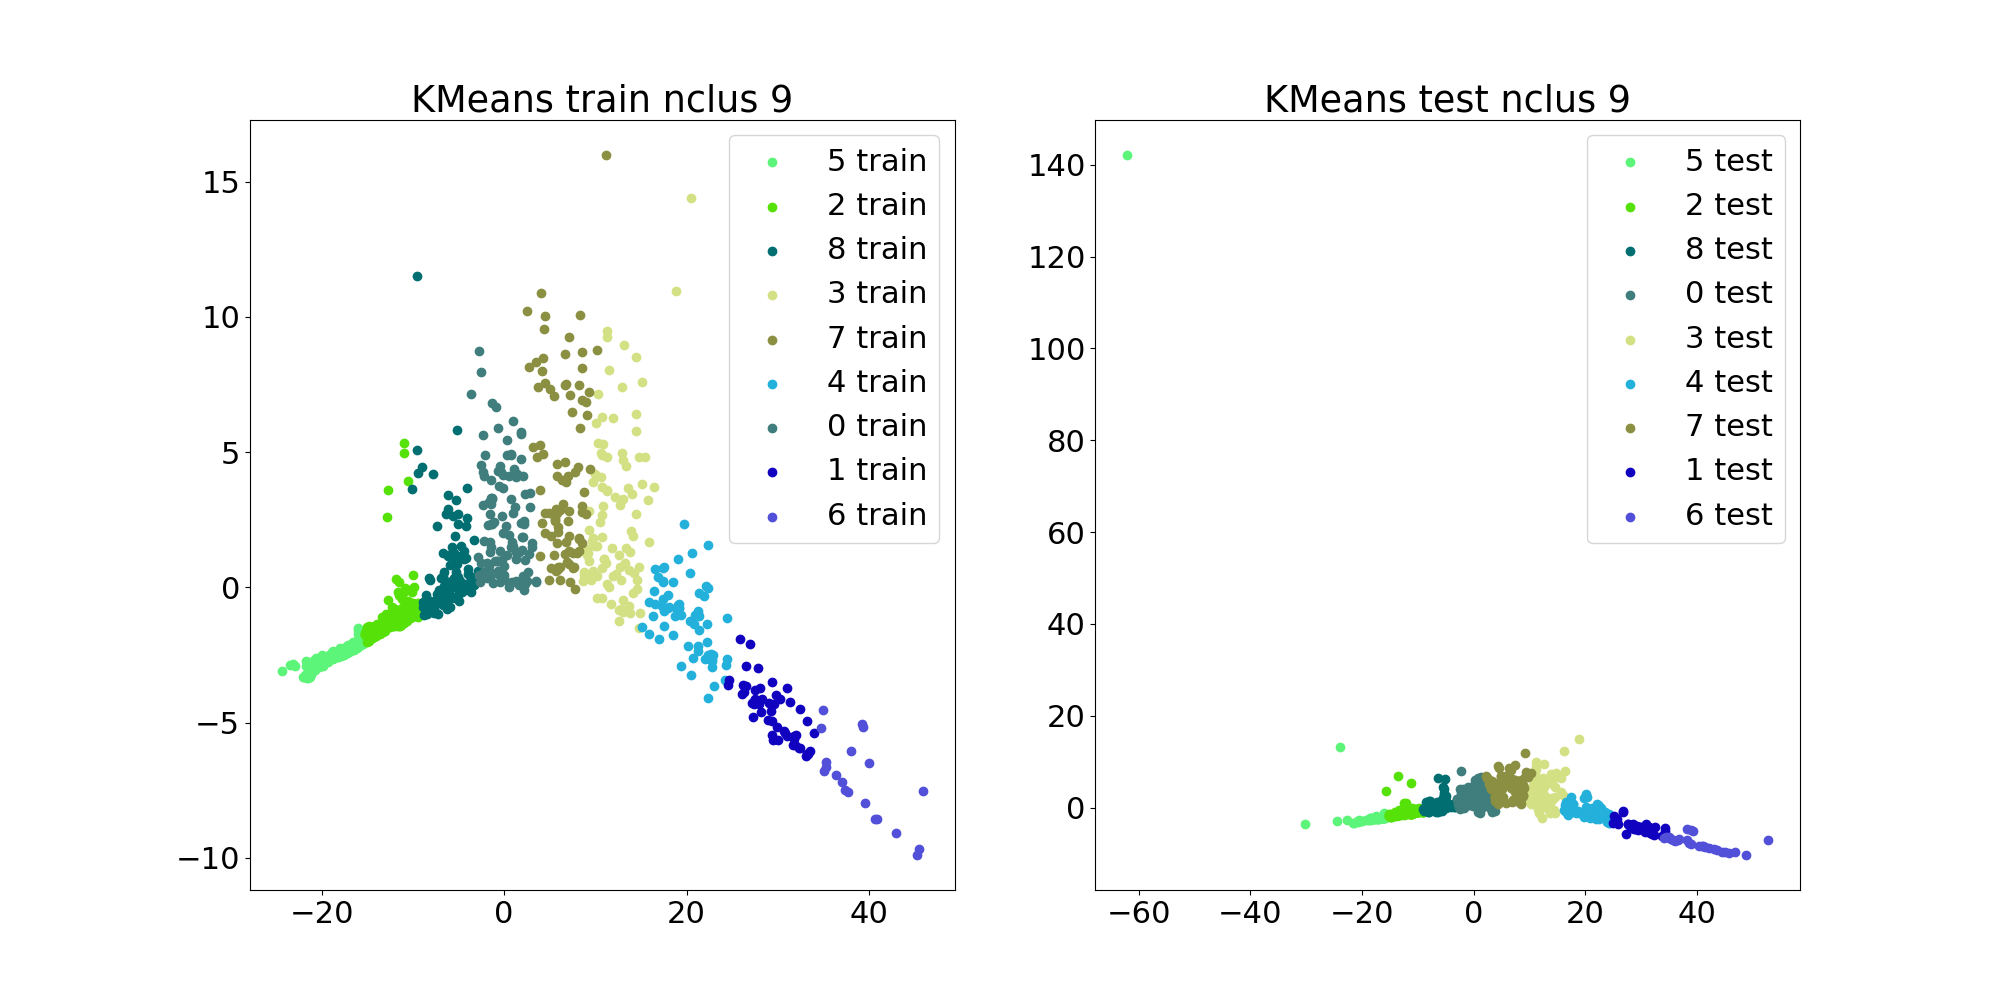 KMeans train nclus 9
15
10
5
0
−5
−10
−20
0
20
40
5 train
2 train
8 train
3 train
7 train
4 train
0 train
1 train
6 train
KMeans test nclus 9
140
120
100
80
60
40
20
0
−60
−40
−20
0
20
40
5 test
2 test
8 test
0 test
3 test
4 test
7 test
1 test
6 test